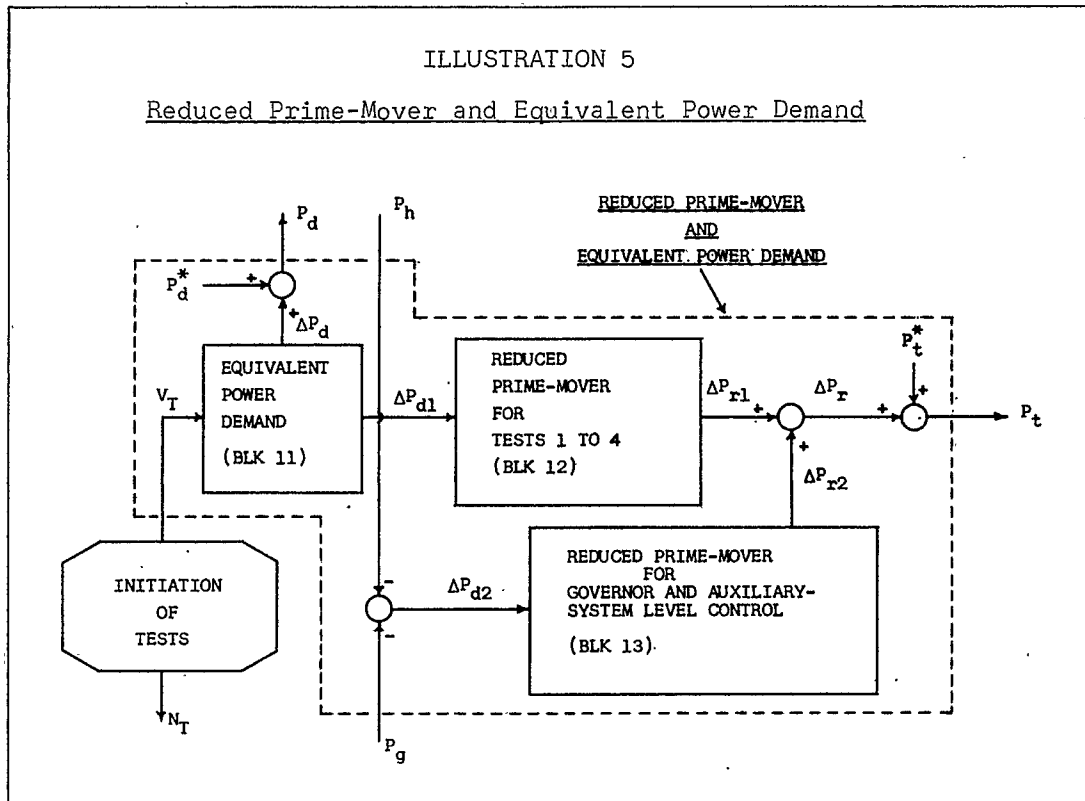 ILLUSTRATION 5
Reduced Prime-Mover and Equivalent Power Demand
P_d
P_h
REDUCED PRIME-MOVER
AND
EQUIVALENT POWER DEMAND
P_d^*
+
+
ΔP_d
P_t^*
EQUIVALENT
POWER
DEMAND
(BLK 11)
V_T
ΔP_d1
REDUCED
PRIME-MOVER
FOR
TESTS 1 TO 4
(BLK 12)
ΔP_r1
+
ΔP_r
+
+
P_t
+
ΔP_r2
INITIATION
OF
TESTS
-
-
ΔP_d2
REDUCED PRIME-MOVER
FOR
GOVERNOR AND AUXILIARY-
SYSTEM LEVEL CONTROL
(BLK 13)
N_T
P_g